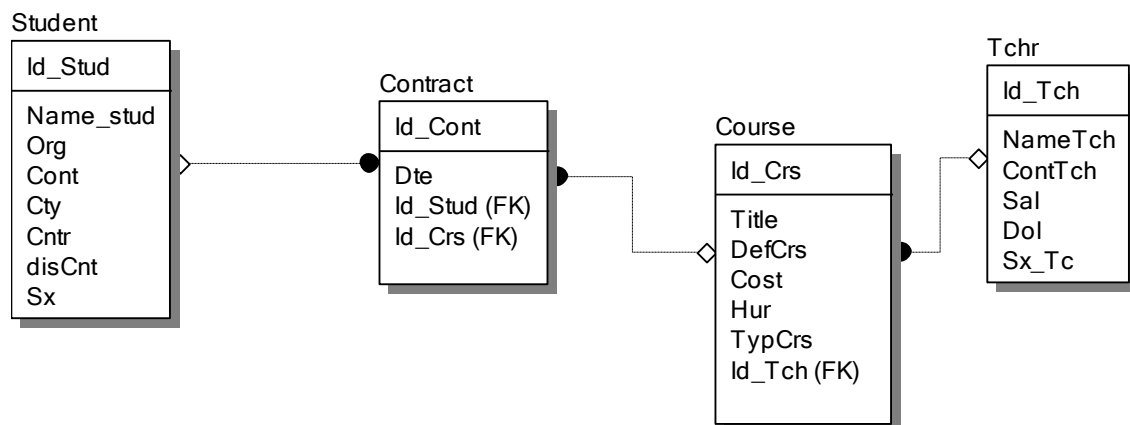 Student
Id_Stud
Name_stud
Org
Cont
Cty
Cntr
disCnt
Sx
Contract
Id_Cont
Dte
Id_Stud (FK)
Id_Crs (FK)
Course
Id_Crs
Title
DefCrs
Cost
Hur
TypCrs
Id_Tch (FK)
Tchr
Id_Tch
NameTch
ContTch
Sal
Dol
Sx_Tc